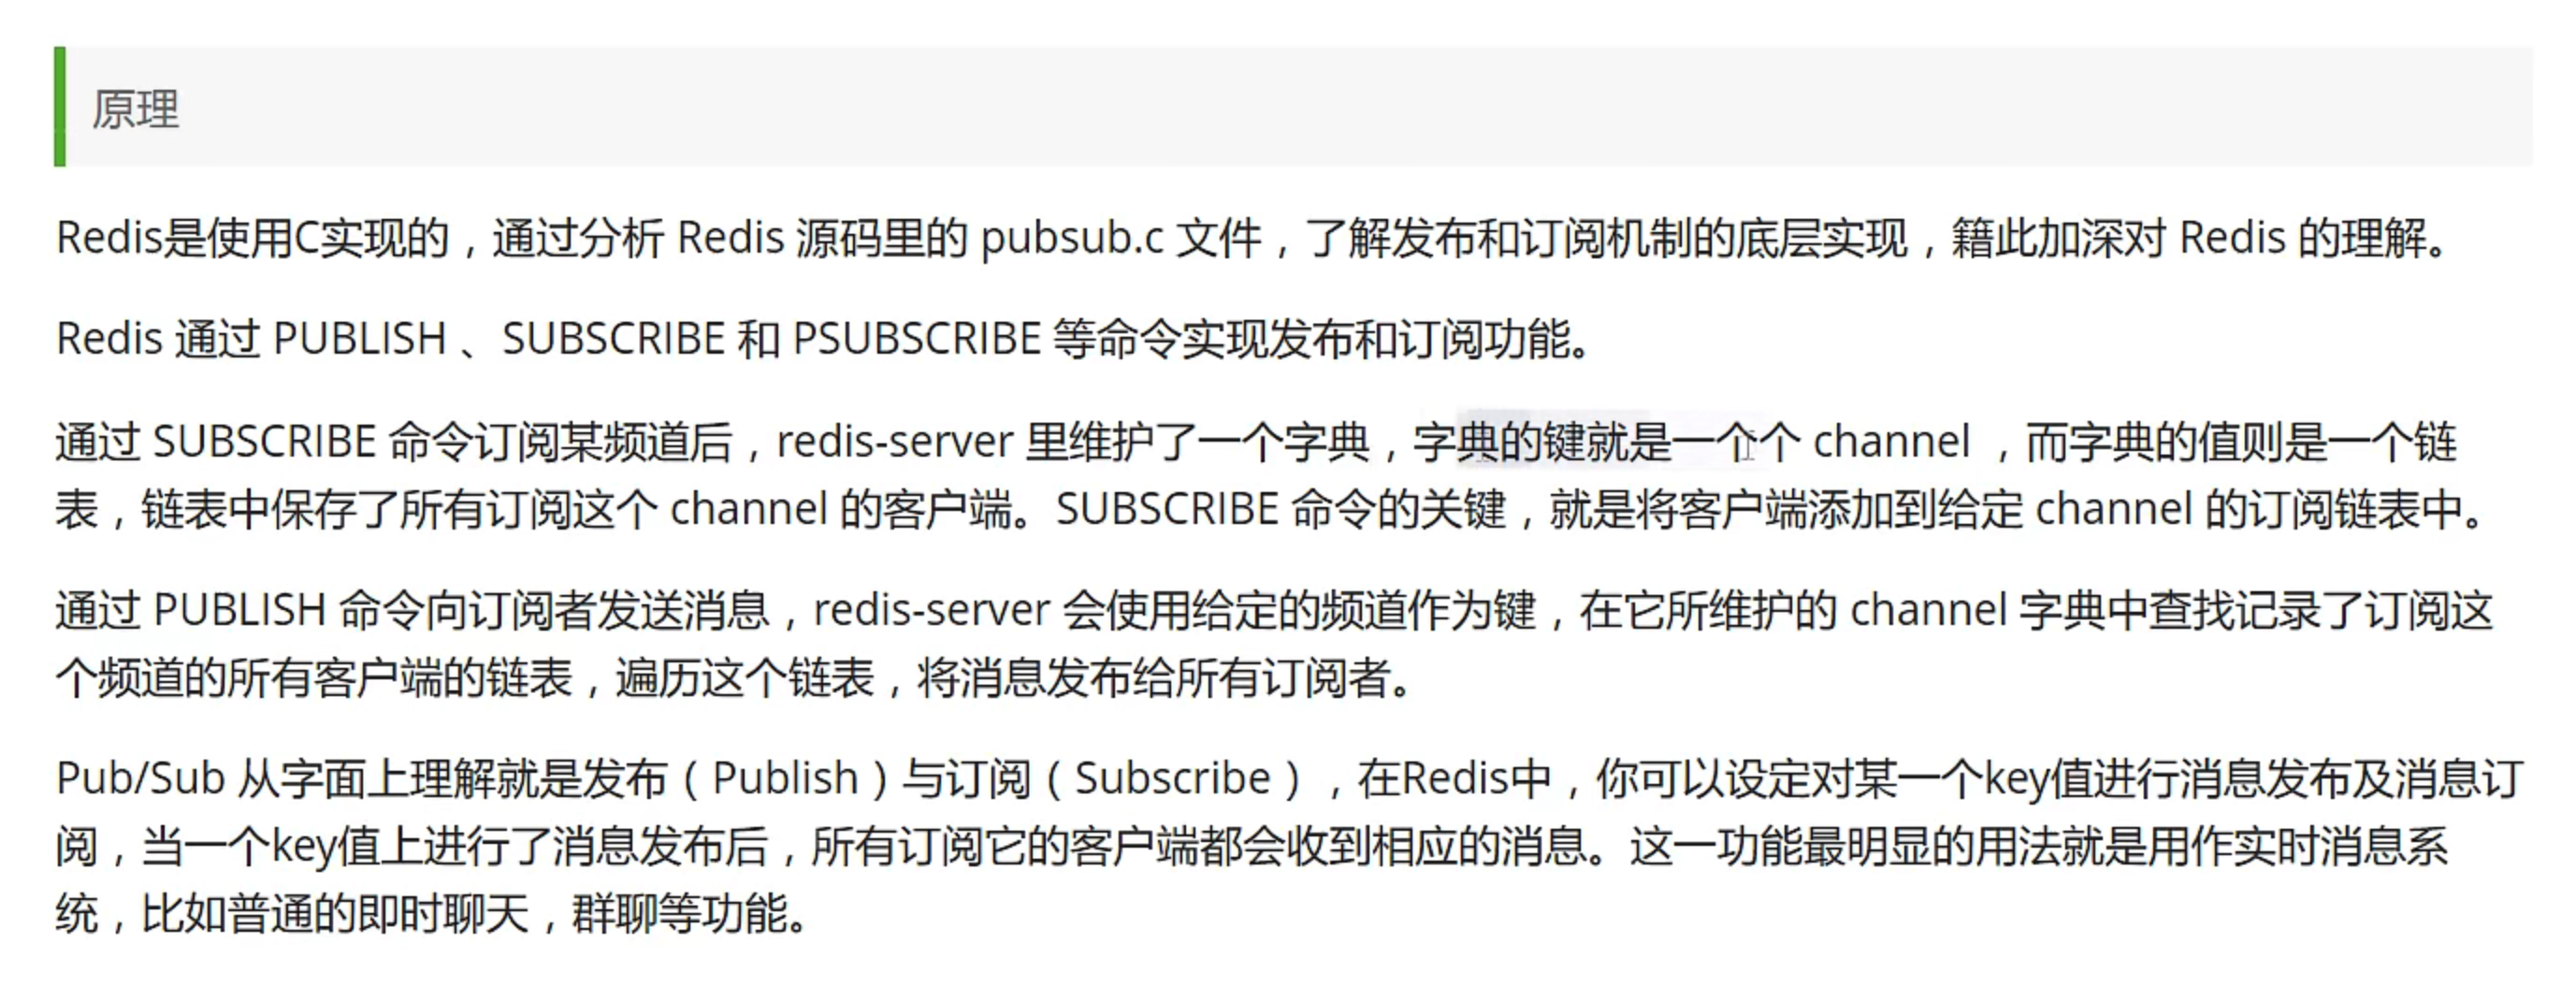 原理
Redis是使用C实现的，通过分析 Redis 源码里的 pubsub.c 文件，了解发布和订阅机制的底层实现，籍此加深对 Redis 的理解。
Redis 通过 PUBLISH 、SUBSCRIBE 和 PSUBSCRIBE 等命令实现发布和订阅功能。
通过 SUBSCRIBE 命令订阅某频道后，redis-server 里维护了一个字典，字典的键就是一个个 channel ，而字典的值则是一个链
表，链表中保存了所有订阅这个 channel 的客户端。SUBSCRIBE 命令的关键，就是将客户端添加到给定 channel 的订阅链表中。
通过 PUBLISH 命令向订阅者发送消息，redis-server 会使用给定的频道作为键，在它所维护的 channel 字典中查找记录了订阅这
个频道的所有客户端的链表，遍历这个链表，将消息发布给所有订阅者。
Pub/Sub 从字面上理解就是发布（Publish）与订阅（Subscribe），在Redis中，你可以设定对某一个key值进行消息发布及消息订
阅，当一个key值上进行了消息发布后，所有订阅它的客户端都会收到相应的消息。这一功能最明显的用法就是用作实时消息系
统，比如普通的即时聊天，群聊等功能。